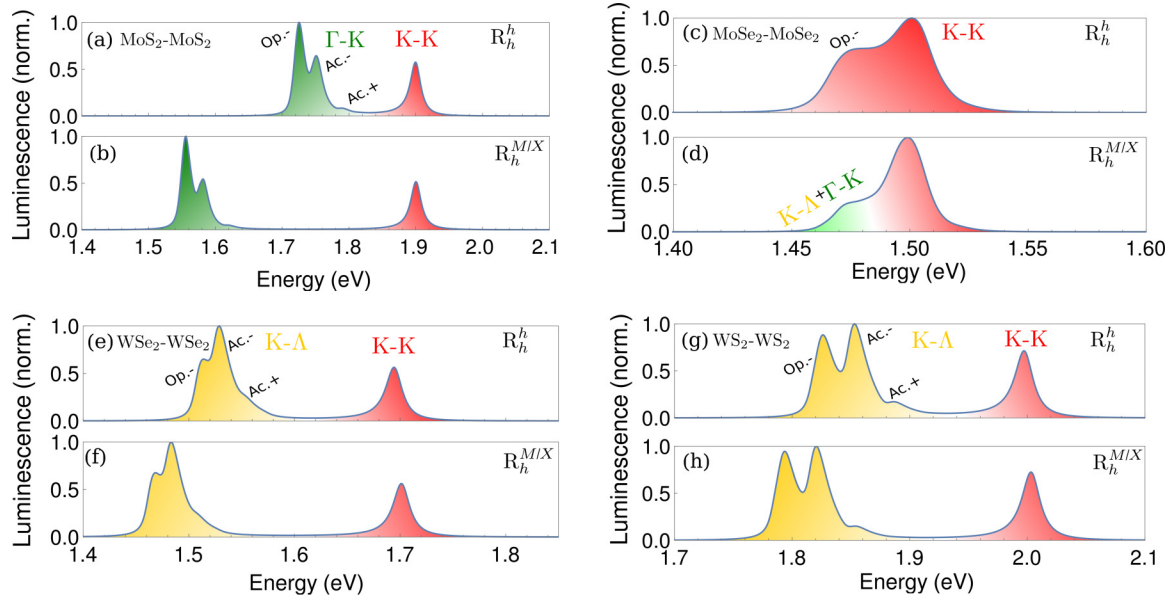 Luminescence (norm.)
1.0
0.5
0.0
(a) MoS₂-MoS₂
Op.-
Γ-K
Ac.-
Ac.+
K-K
R_h^h
1.0
0.5
0.0
(b)
R_h^{M/X}
1.4 1.5 1.6 1.7 1.8 1.9 2.0 2.1
Energy (eV)
Luminescence (norm.)
1.0
0.5
0.0
(c) MoSe₂-MoSe₂
Op.-
K-K
R_h^h
1.0
0.5
0.0
(d)
K-Λ+Γ-K
R_h^{M/X}
1.40 1.45 1.50 1.55 1.60
Energy (eV)
Luminescence (norm.)
1.0
0.5
0.0
(e) WSe₂-WSe₂
Op.-
Ac.-
Ac.+
K-Λ
K-K
R_h^h
1.0
0.5
0.0
(f)
R_h^{M/X}
1.4 1.5 1.6 1.7 1.8
Energy (eV)
Luminescence (norm.)
1.0
0.5
0.0
(g) WS₂-WS₂
Op.-
Ac.-
Ac.+
K-Λ
K-K
R_h^h
1.0
0.5
0.0
(h)
R_h^{M/X}
1.7 1.8 1.9 2.0 2.1
Energy (eV)